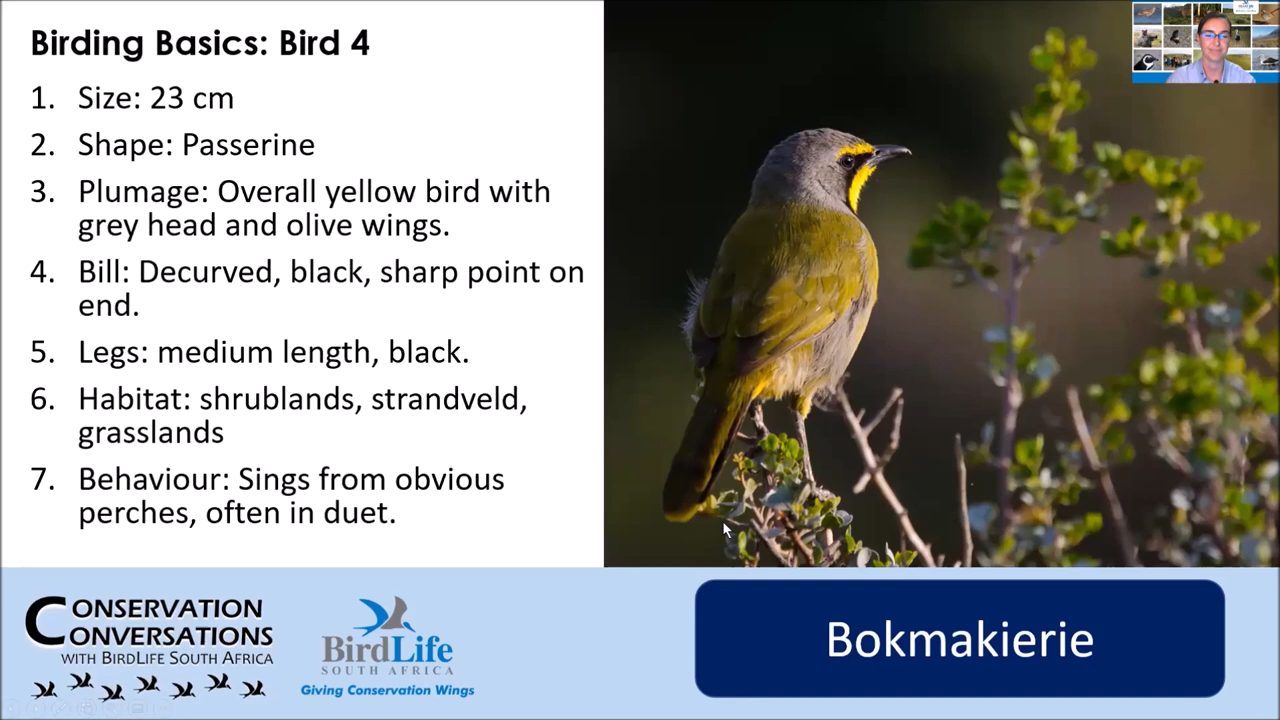 Birding Basics: Bird 4
1. Size: 23 cm
2. Shape: Passerine
3. Plumage: Overall yellow bird with
grey head and olive wings.
4. Bill: Decurved, black, sharp point on
end.
5. Legs: medium length, black.
6. Habitat: shrublands, strandveld,
grasslands
7. Behaviour: Sings from obvious
perches, often in duet.
CONSERVATION
CONVERSATIONS
WITH BIRDLIFE SOUTH AFRICA
BirdLife
SOUTH AFRICA
Giving Conservation Wings
Bokmakierie